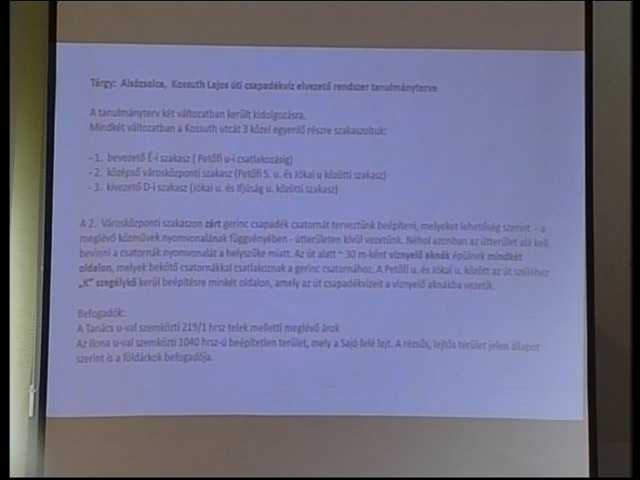 Tárgy: Alsózsolca, Kossuth Lajos úti csapadékvíz elvezető rendszer tanulmányterve
A tanulmányterv két változatban került kidolgozásra.
Mindkét változatban a Kossuth utcát 3 közel egyenlő részre szakaszoltuk:
- 1. bevezető É-i szakasz ( Petőfi u-i csatlakozásig)
- 2. középső városközponti szakasz (Petőfi S. u. és Jókai u közötti szakasz)
- 3. kivezető D-i szakasz (Jókai u. és Ifjúság u. közötti szakasz)
A 2. Városközponti szakaszon zárt gerinc csapadék csatornát terveztünk beépíteni, melyeket lehetőség szerint - a
meglévő közművek nyomvonalának függvényében - útterületen kívül vezetünk. Néhol azonban az útterület alá kell
bevinni a csatornák nyomvonalát a helyszűke miatt. Az út alatt ~ 30 m-ként víznyelő aknák épülnek mindkét
oldalon, melyek bekötő csatornákkal csatlakoznak a gerinc csatornához. A Petőfi u. és Jókai u. között az út széléhez
„K" szegélykő kerül beépítésre minkét oldalon, amely az út csapadékvizeit a víznyelő aknákba vezetik.
Befogadók:
A Tanács u-val szemközti 219/1 hrsz telek melletti meglévő árok
Az Ilona u-val szemközti 1040 hrsz-ú beépítetlen terület, mely a Sajó felé lejt. A rézsűs, lejtős terület jelen állapot
szerint is a földárkok befogadója.